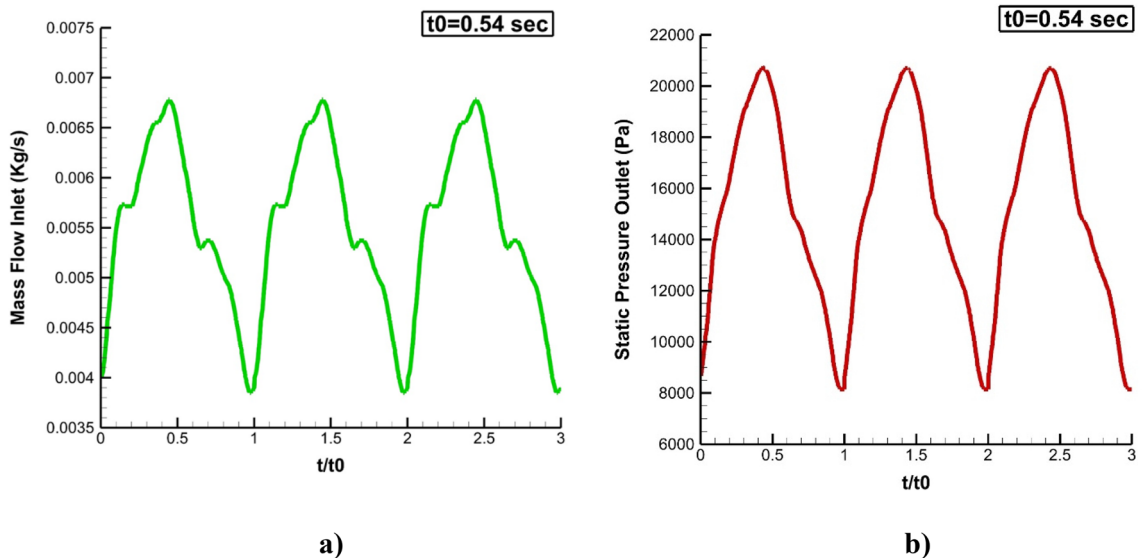 t0=0.54 sec
Mass Flow Inlet (Kg/s)
0.0075
0.007
0.0065
0.006
0.0055
0.005
0.0045
0.004
0.0035
0 0.5 1 1.5 2 2.5 3
t/t0
a)
t0=0.54 sec
Static Pressure Outlet (Pa)
22000
20000
18000
16000
14000
12000
10000
8000
6000
0 0.5 1 1.5 2 2.5 3
t/t0
b)